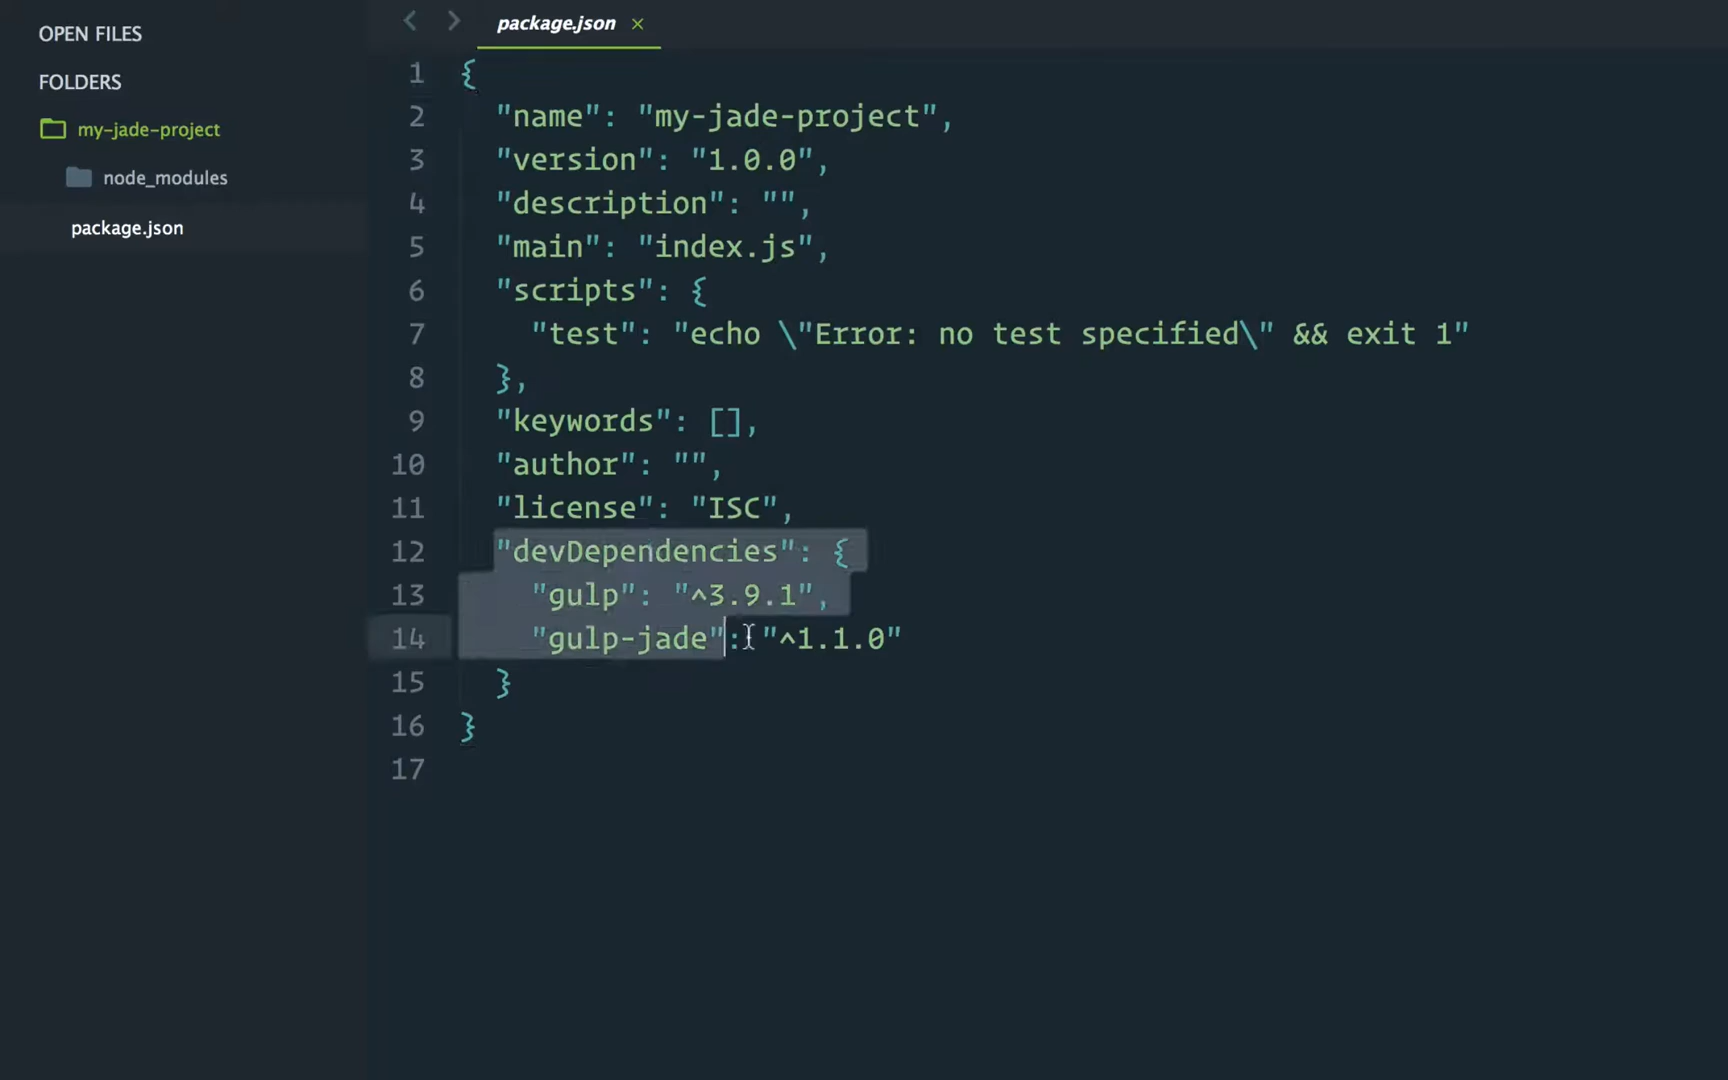 OPEN FILES
FOLDERS
my-jade-project
node_modules
package.json
package.json ×
1 {
2 "name": "my-jade-project",
3 "version": "1.0.0",
4 "description": "",
5 "main": "index.js",
6 "scripts": {
7 "test": "echo \"Error: no test specified\" && exit 1"
8 },
9 "keywords": [],
10 "author": "",
11 "license": "ISC",
12 "devDependencies": {
13 "gulp": "^3.9.1",
14 "gulp-jade": "^1.1.0"
15 }
16 }
17